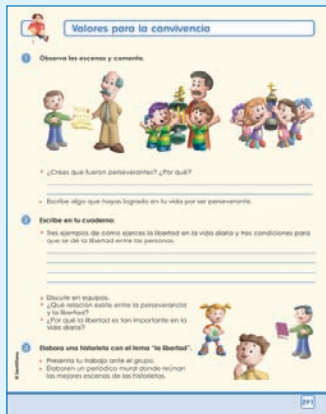 Valores para la convivencia
1 Observa las escenas y comenta.
• ¿Crees que fueron perseverantes? ¿Por qué?
• Escribe algo que hayas logrado en tu vida por ser perseverante.
2 Escribe en tu cuaderno:
• Tres ejemplos de cómo ejerces la libertad en la vida diaria y tres condiciones para
que se dé la libertad entre las personas.
• Discute en equipos.
• ¿Qué relación existe entre la perseverancia
y la libertad?
• ¿Por qué la libertad es tan importante en la
vida diaria?
3 Elabora una historieta con el tema "la libertad".
• Presenta tu trabajo ante el grupo.
• Elaboren un periódico mural donde reúnan
las mejores escenas de las historietas.
© Santillana
291